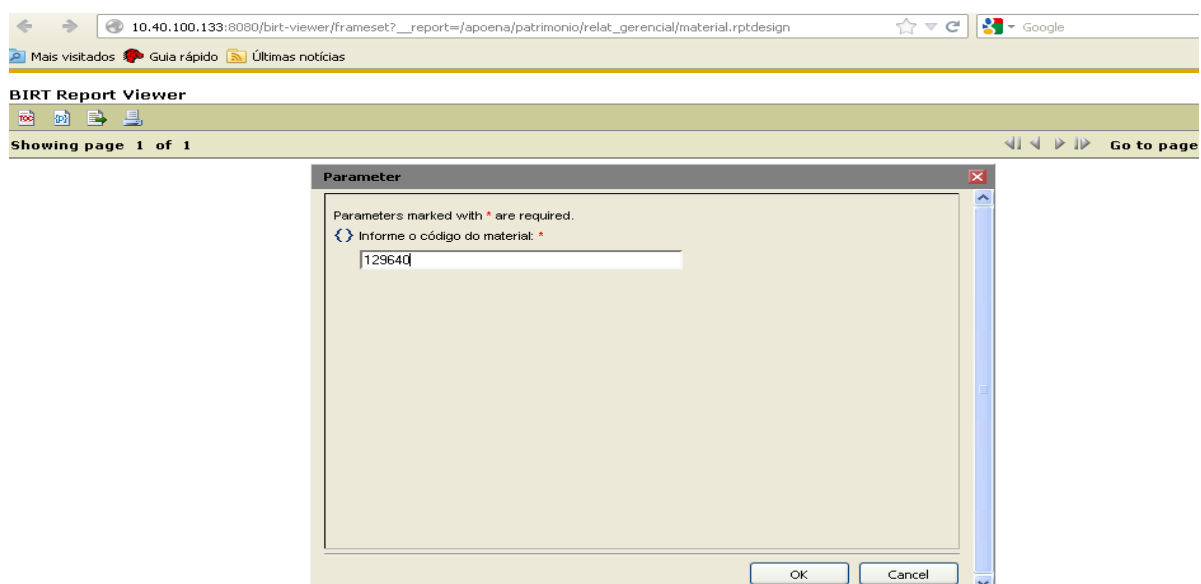 10.40.100.133:8080/birt-viewer/frameset?__report=/apoena/patrimonio/relat_gerencial/material.rptdesign
Google
Mais visitados Guia rápido Últimas notícias
BIRT Report Viewer
TOC
Showing page 1 of 1 Go to page
Parameter
Parameters marked with * are required.
{} Informe o código do material: *
129640
OK Cancel